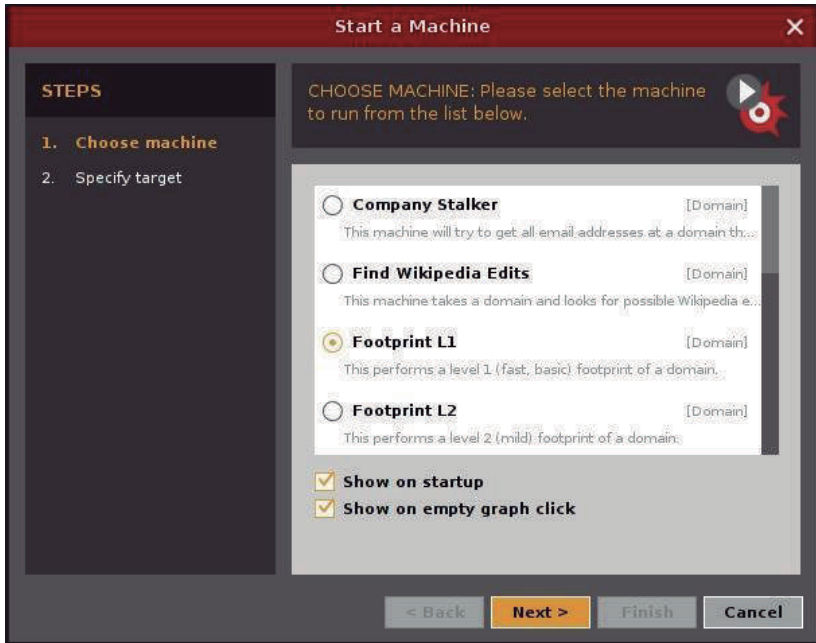 Start a Machine
STEPS
1. Choose machine
2. Specify target
CHOOSE MACHINE: Please select the machine
to run from the list below.
Company Stalker [Domain]
This machine will try to get all email addresses at a domain th...
Find Wikipedia Edits [Domain]
This machine takes a domain and looks for possible Wikipedia e...
Footprint L1 [Domain]
This performs a level 1 (fast, basic) footprint of a domain.
Footprint L2 [Domain]
This performs a level 2 (mild) footprint of a domain.
Show on startup
Show on empty graph click
< Back Next > Finish Cancel